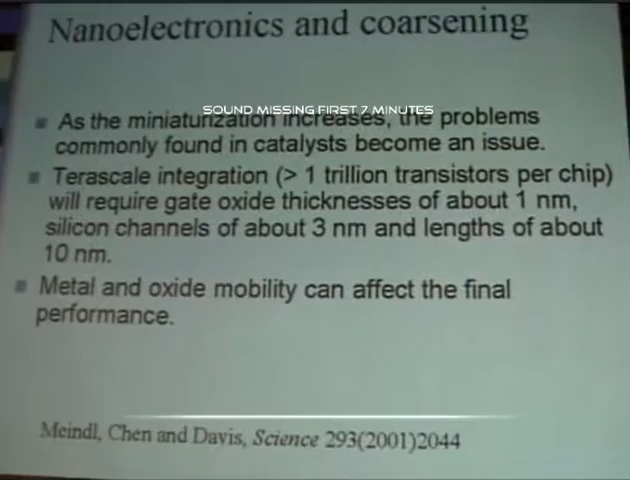 Nanoelectronics and coarsening
SOUND MISSING FIRST 7 MINUTES
As the miniaturization increases, the problems
commonly found in catalysts become an issue.
Terascale integration (> 1 trillion transistors per chip)
will require gate oxide thicknesses of about 1 nm,
silicon channels of about 3 nm and lengths of about
10 nm.
Metal and oxide mobility can affect the final
performance.
Meindl, Chen and Davis, Science 293(2001)2044